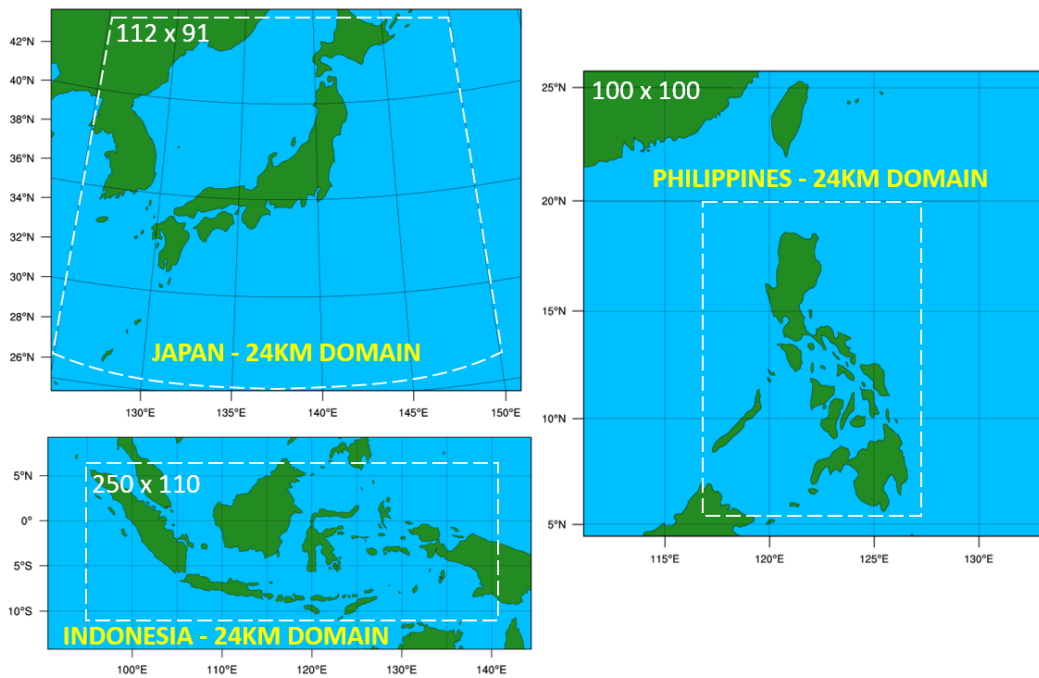 112 x 91
42°N
40°N
38°N
36°N
34°N
32°N
30°N
28°N
26°N
JAPAN - 24KM DOMAIN
130°E 135°E 140°E 145°E 150°E
100 x 100
25°N
PHILIPPINES - 24KM DOMAIN
20°N
15°N
10°N
5°N
115°E 120°E 125°E 130°E
5°N
250 x 110
0°
5°S
10°S
INDONESIA - 24KM DOMAIN
100°E 110°E 120°E 130°E 140°E